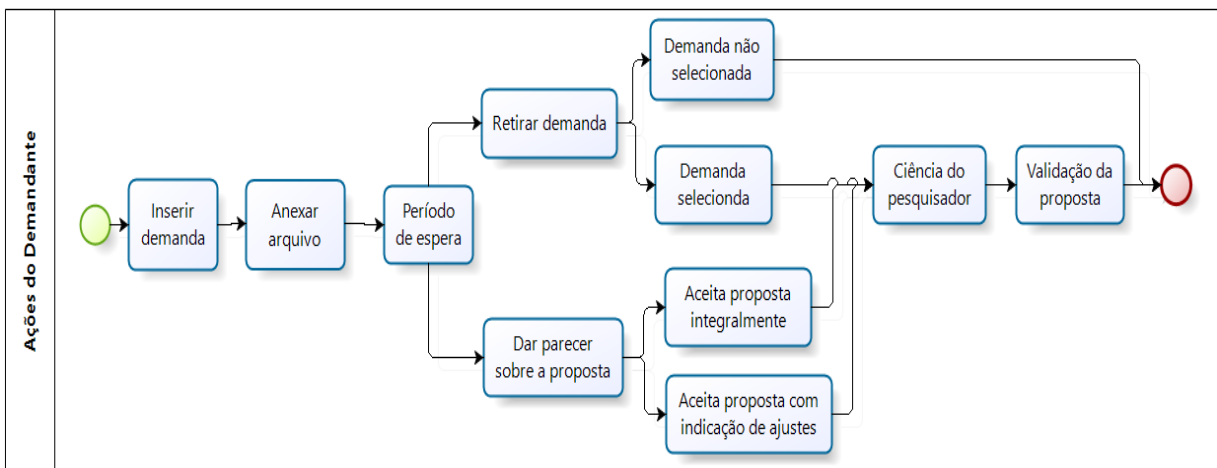 Ações do Demandante
Inserir
demanda
Anexar
arquivo
Período
de espera
Retirar demanda
Demanda não
selecionada
Demanda
selecionda
Dar parecer
sobre a proposta
Aceita proposta
integralmente
Aceita proposta com
indicação de ajustes
Ciência do
pesquisador
Validação da
proposta